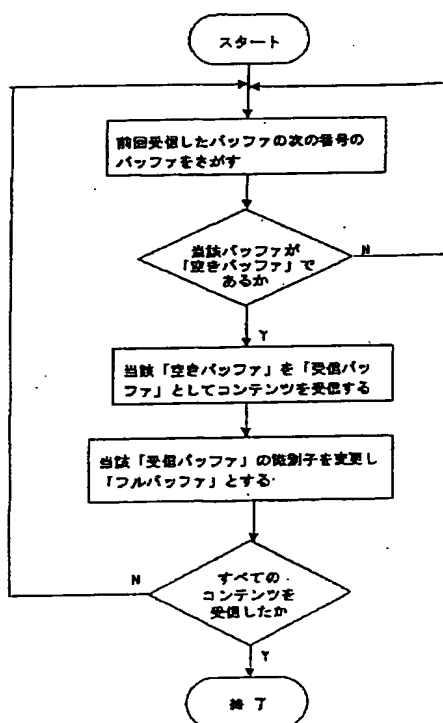 スタート
前回受信したバッファの次の番号の
バッファをさがす
当該バッファが
「空きバッファ」で
あるか
N
Y
当該「空きバッファ」を「受信バッ
ファ」としてコンテンツを受信する
当該「受信バッファ」の識別子を変更し
「フルバッファ」とする
N
すべての
コンテンツを
受信したか
Y
終了